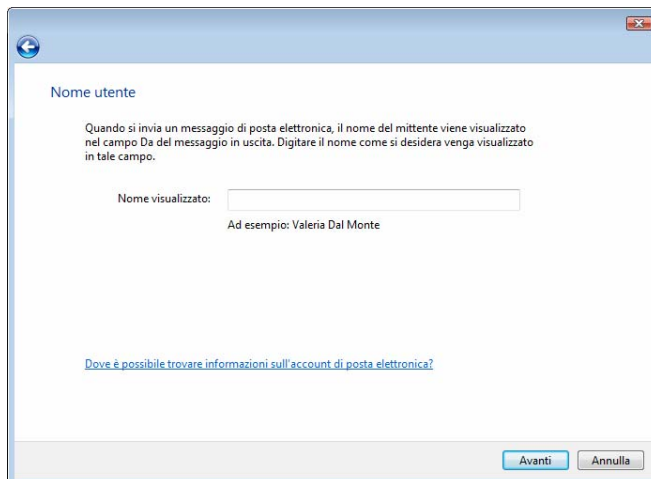 Nome utente
Quando si invia un messaggio di posta elettronica, il nome del mittente viene visualizzato
nel campo Da del messaggio in uscita. Digitare il nome come si desidera venga visualizzato
in tale campo.
Nome visualizzato:
Ad esempio: Valeria Dal Monte
Dove è possibile trovare informazioni sull'account di posta elettronica?
Avanti Annulla